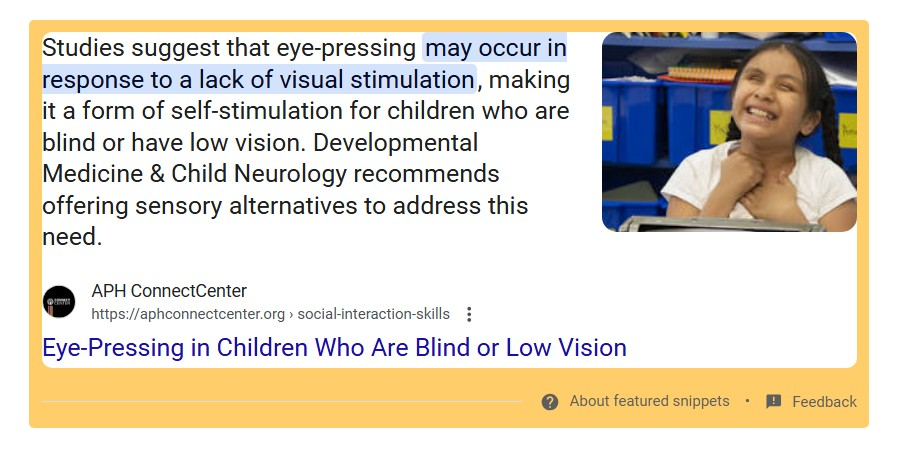 Studies suggest that eye-pressing may occur in
response to a lack of visual stimulation, making
it a form of self-stimulation for children who are
blind or have low vision. Developmental
Medicine & Child Neurology recommends
offering sensory alternatives to address this
need.
APH ConnectCenter
https://aphconnectcenter.org › social-interaction-skills
Eye-Pressing in Children Who Are Blind or Low Vision
About featured snippets • Feedback